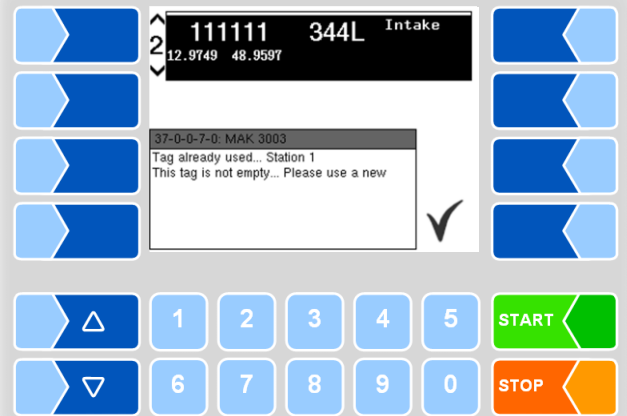 111111 344L Intake
2
12.9749 48.9597
37-0-0-7-0: MAK 3003
Tag already used... Station 1
This tag is not empty... Please use a new
1 2 3 4 5 START
6 7 8 9 0 STOP